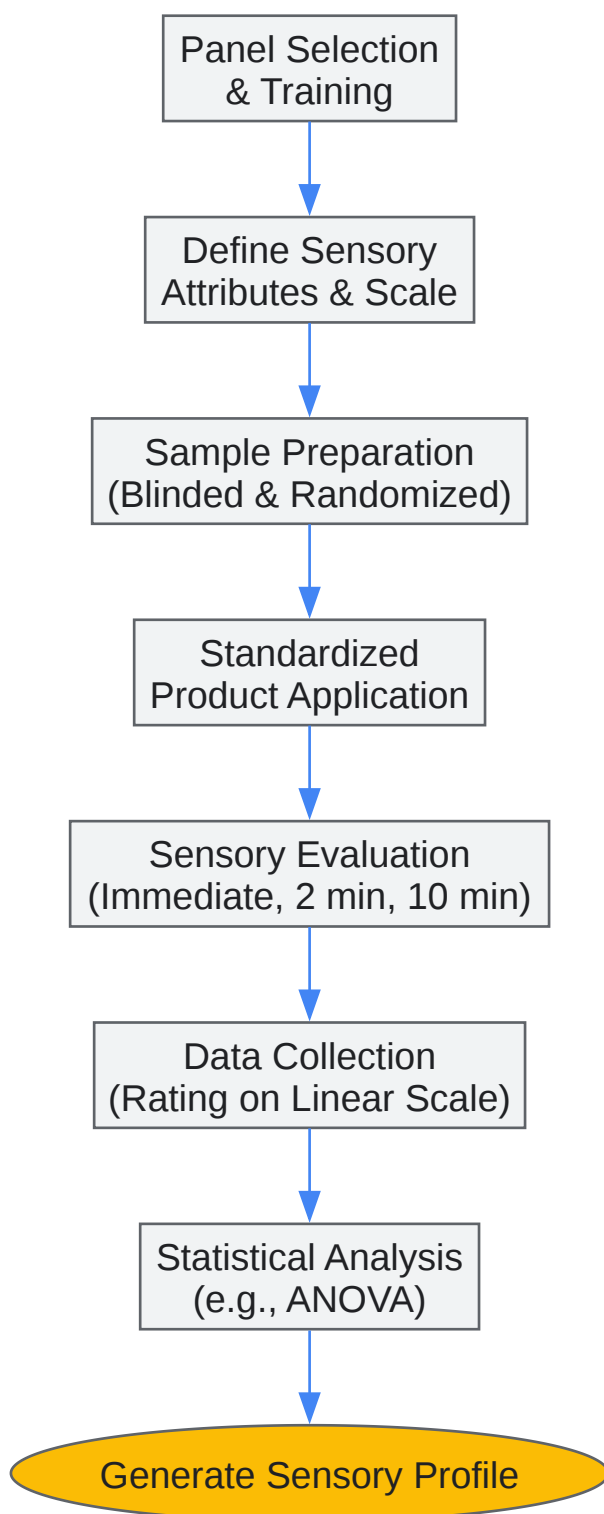 Panel Selection
& Training
Define Sensory
Attributes & Scale
Sample Preparation
(Blinded & Randomized)
Standardized
Product Application
Sensory Evaluation
(Immediate, 2 min, 10 min)
Data Collection
(Rating on Linear Scale)
Statistical Analysis
(e.g., ANOVA)
Generate Sensory Profile